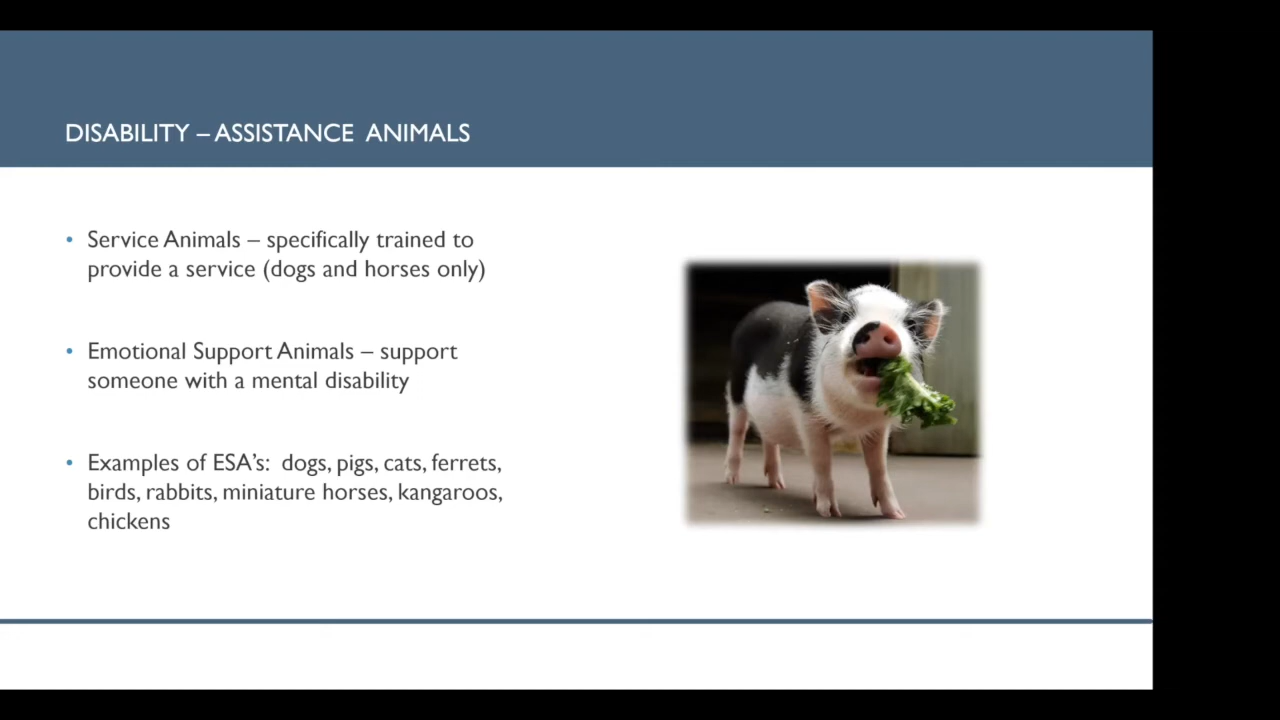 DISABILITY – ASSISTANCE ANIMALS
• Service Animals – specifically trained to
provide a service (dogs and horses only)
• Emotional Support Animals – support
someone with a mental disability
• Examples of ESA’s: dogs, pigs, cats, ferrets,
birds, rabbits, miniature horses, kangaroos,
chickens